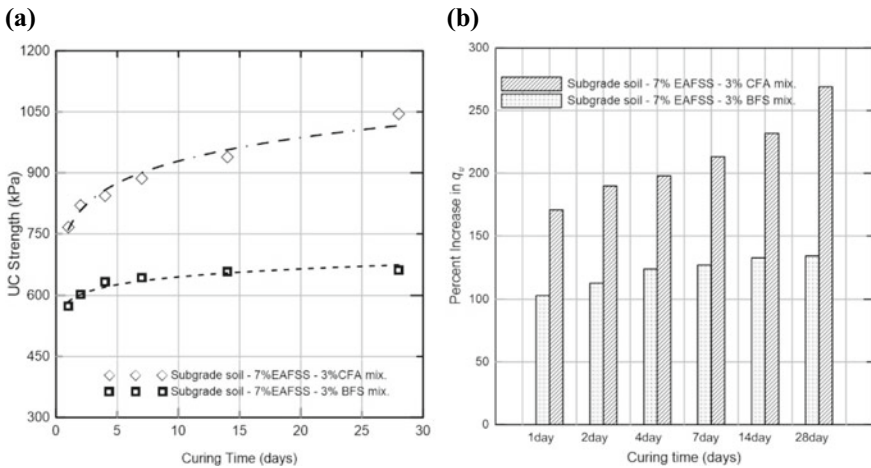 (a)
1200
1050
900
750
600
450
300
UC Strength (kPa)
Subgrade soil - 7%EAFSS - 3%CFA mix.
Subgrade soil - 7%EAFSS - 3% BFS mix.
0 5 10 15 20 25 30
Curing Time (days)
(b)
300
250
200
150
100
50
0
Percent Increase in qu
Subgrade soil - 7% EAFSS - 3% CFA mix.
Subgrade soil - 7% EAFSS - 3% BFS mix.
1day 2day 4day 7day 14day 28day
Curing time (days)